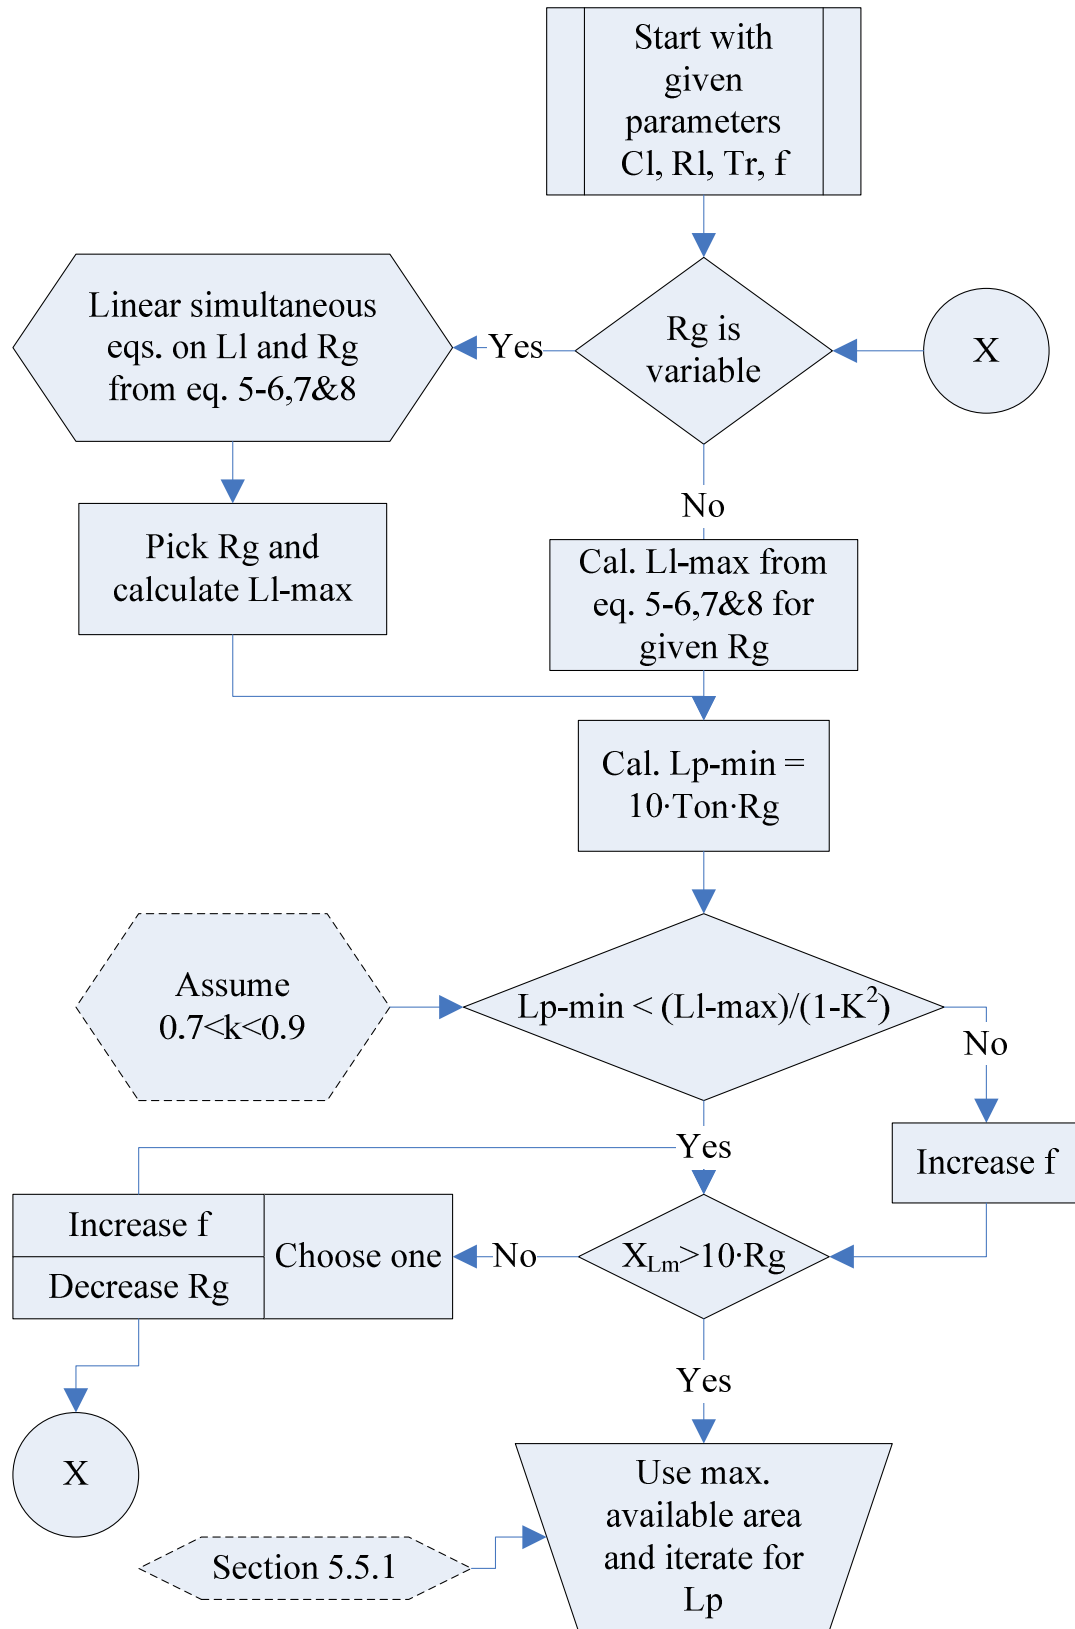 Start with
given
parameters
Cl, Rl, Tr, f
Linear simultaneous
eqs. on Ll and Rg
from eq. 5-6,7&8
Yes
Rg is
variable
X
No
Pick Rg and
calculate Ll-max
Cal. Ll-max from
eq. 5-6,7&8 for
given Rg
Cal. Lp-min =
10·Ton·Rg
Assume
0.7<k<0.9
Lp-min < (Ll-max)/(1-K²)
No
Yes
Increase f
Increase f
Decrease Rg
Choose one
No
X_Lm>10·Rg
Yes
X
Use max.
available area
and iterate for
Lp
Section 5.5.1